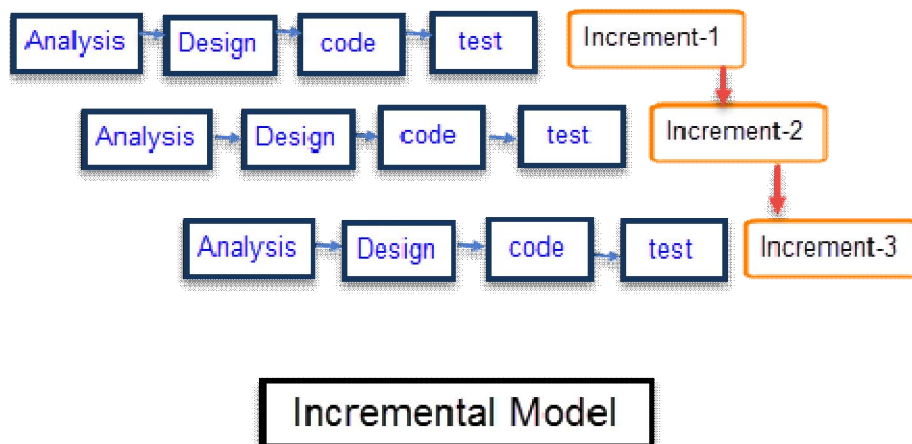 Analysis Design code test Increment-1
Analysis Design code test Increment-2
Analysis Design code test Increment-3
Incremental Model